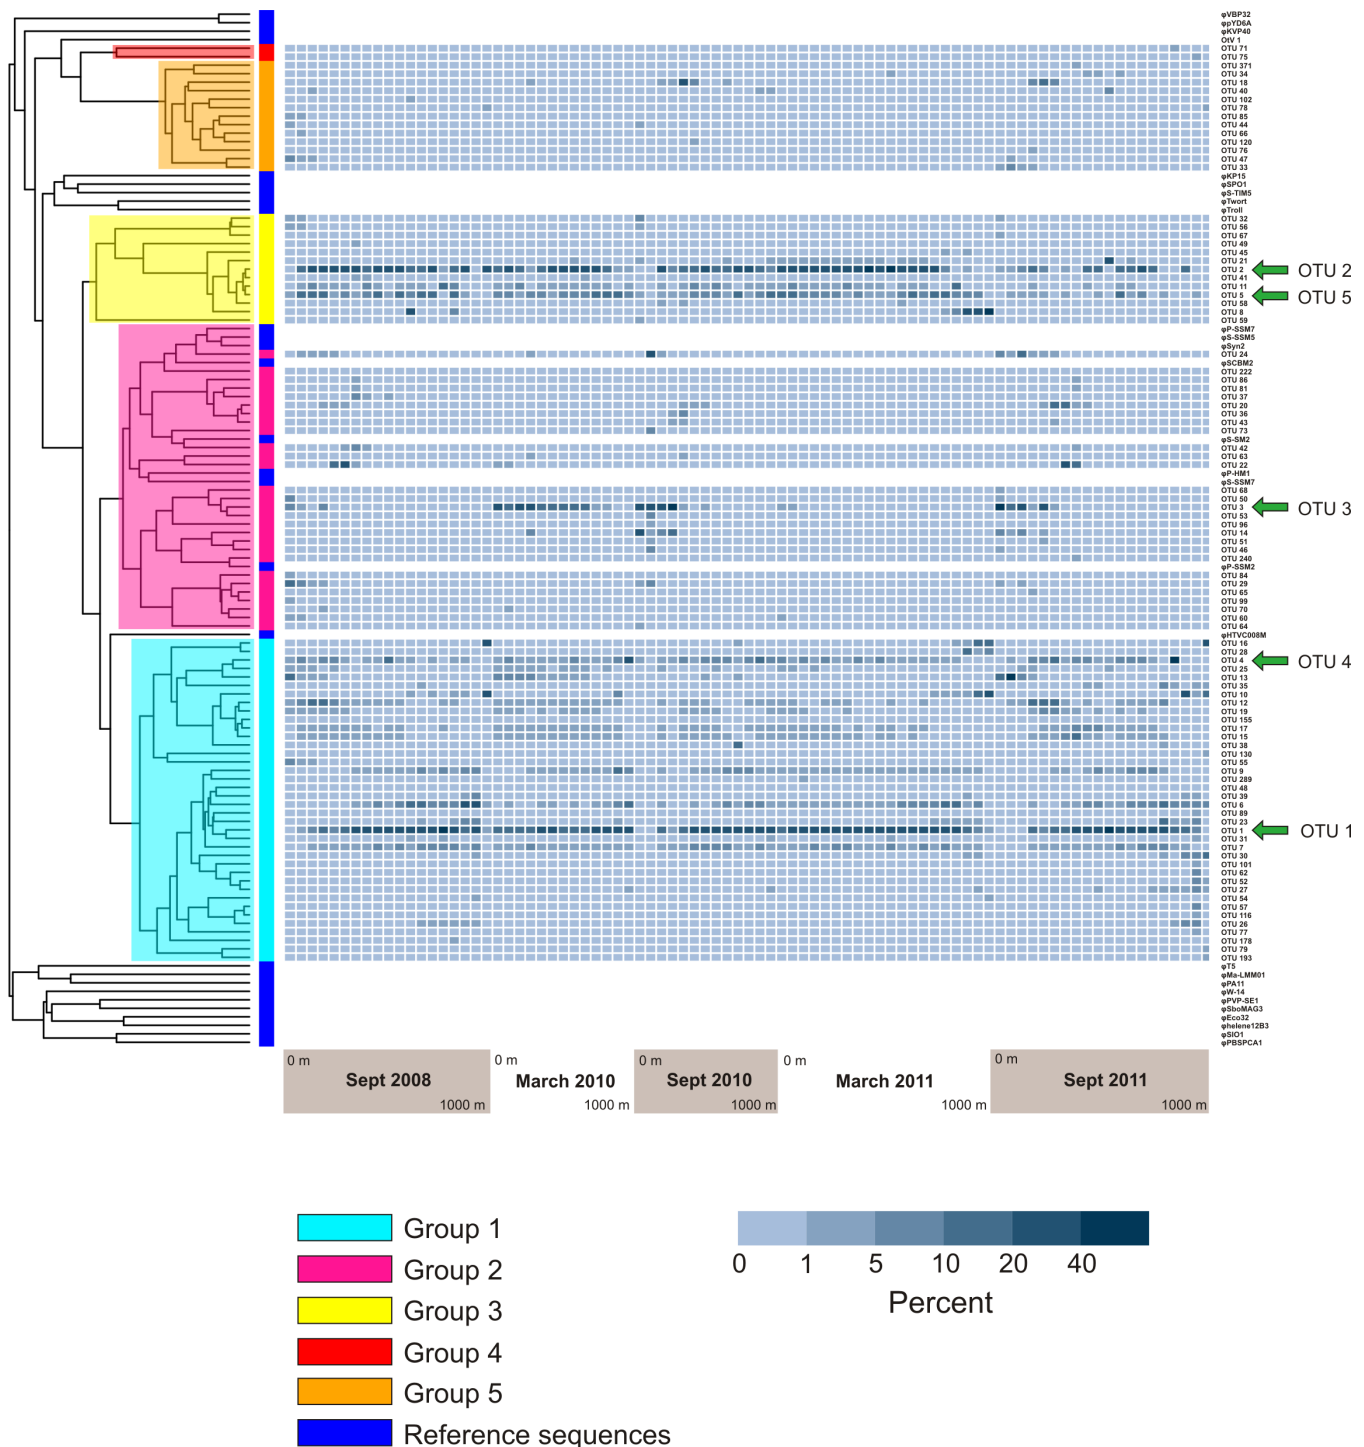 φVBP32
φpYD6A
φKVP40
OtV 1
OTU 71
OTU 75
OTU 371
OTU 34
OTU 18
OTU 40
OTU 102
OTU 78
OTU 85
OTU 44
OTU 66
OTU 120
OTU 76
OTU 47
OTU 33
φKP15
φSPO1
φS-TIM5
φTwort
φTroll
OTU 32
OTU 56
OTU 67
OTU 49
OTU 45
OTU 21
OTU 2
OTU 2
OTU 41
OTU 11
OTU 5
OTU 5
OTU 58
OTU 8
OTU 59
φP-SSM7
φS-SSM5
φSyn2
OTU 24
φSCBM2
OTU 222
OTU 86
OTU 81
OTU 37
OTU 20
OTU 36
OTU 43
OTU 73
φS-SM2
OTU 42
OTU 63
OTU 22
φP-HM1
φS-SSM7
OTU 68
OTU 50
OTU 3
OTU 3
OTU 53
OTU 96
OTU 14
OTU 51
OTU 46
OTU 240
φP-SSM2
OTU 84
OTU 29
OTU 65
OTU 99
OTU 70
OTU 60
OTU 64
φHTVC008M
OTU 16
OTU 28
OTU 4
OTU 4
OTU 25
OTU 13
OTU 35
OTU 10
OTU 12
OTU 19
OTU 155
OTU 17
OTU 15
OTU 38
OTU 130
OTU 55
OTU 9
OTU 289
OTU 48
OTU 39
OTU 6
OTU 89
OTU 23
OTU 1
OTU 1
OTU 31
OTU 7
OTU 30
OTU 101
OTU 62
OTU 52
OTU 27
OTU 54
OTU 57
OTU 116
OTU 26
OTU 77
OTU 178
OTU 79
OTU 193
φT5
φMa-LMM01
φPA11
φW-14
φPVP-SE1
φSboMAG3
φEco32
φhelene12B3
φSIO1
φPBSPCA1
0 m
Sept 2008
1000 m
0 m
March 2010
1000 m
0 m
Sept 2010
1000 m
0 m
March 2011
1000 m
0 m
Sept 2011
1000 m
Group 1
Group 2
Group 3
Group 4
Group 5
Reference sequences
0 1 5 10 20 40
Percent